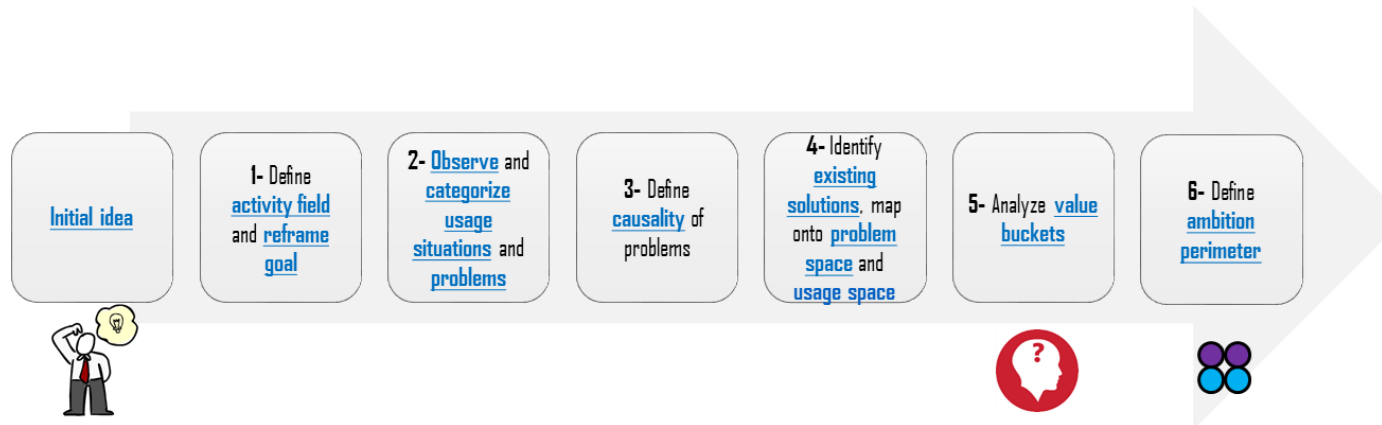 Initial idea
1- Define
activity field
and reframe
goal
2- Observe and
categorize
usage
situations and
problems
3- Define
causality of
problems
4- Identify
existing
solutions, map
onto problem
space and
usage space
5- Analyze value
buckets
6- Define
ambition
perimeter
?